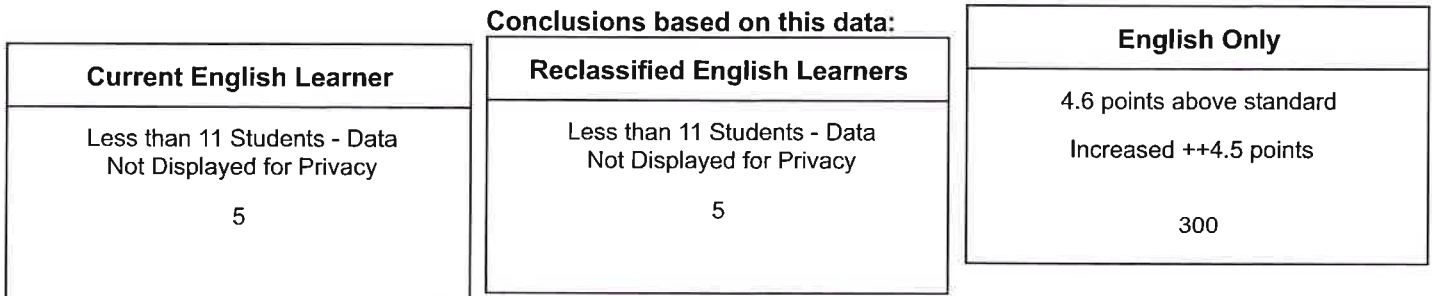 Conclusions based on this data:
Current English Learner
Less than 11 Students - Data
Not Displayed for Privacy
5
Reclassified English Learners
Less than 11 Students - Data
Not Displayed for Privacy
5
English Only
4.6 points above standard
Increased ++4.5 points
300